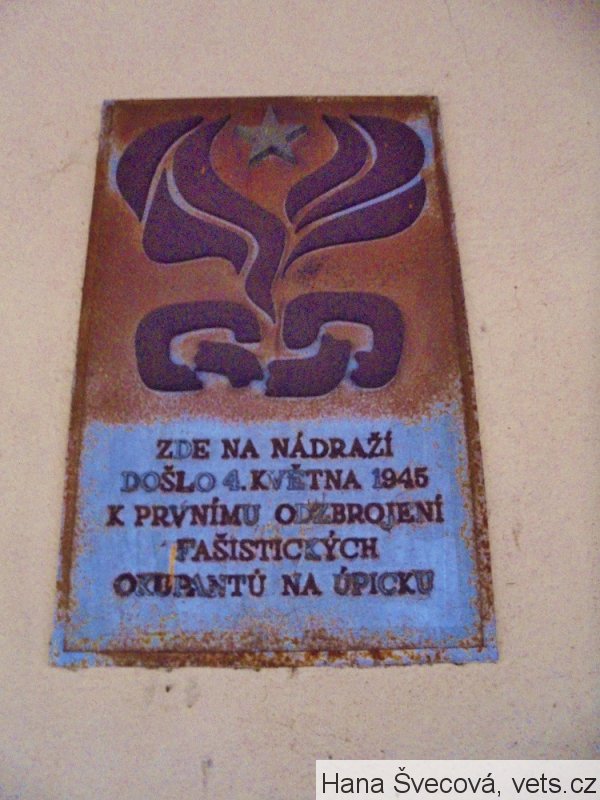 ZDE NA NÁDRAŽÍ
DOŠLO 4. KVĚTNA 1945
K PRVNÍMU ODZBROJENÍ
FAŠISTICKÝCH
OKUPANTŮ NA ÚPICKU
Hana Švecová, vets.cz